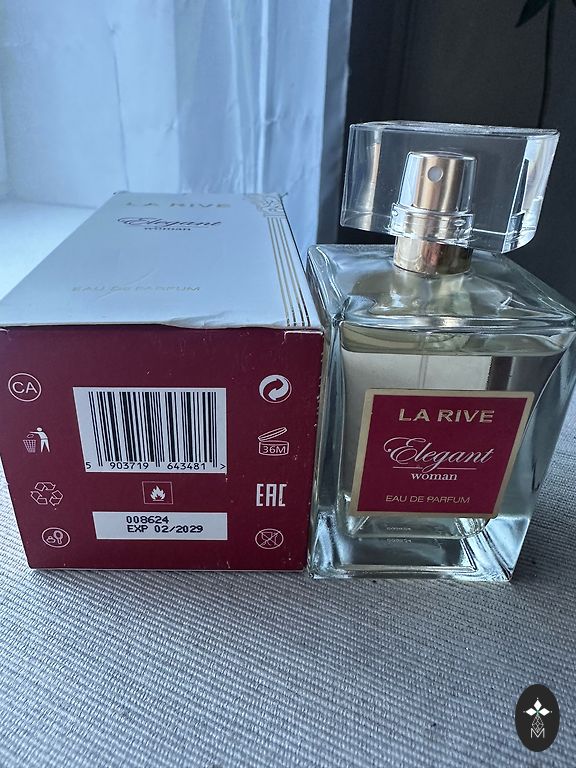 LA RIVE
Elegant
woman
EAU DE PARFUM
CA
5 903719 643481 >
36M
EAC
008624
EXP 02/2029
LA RIVE
Elegant
woman
EAU DE PARFUM
M